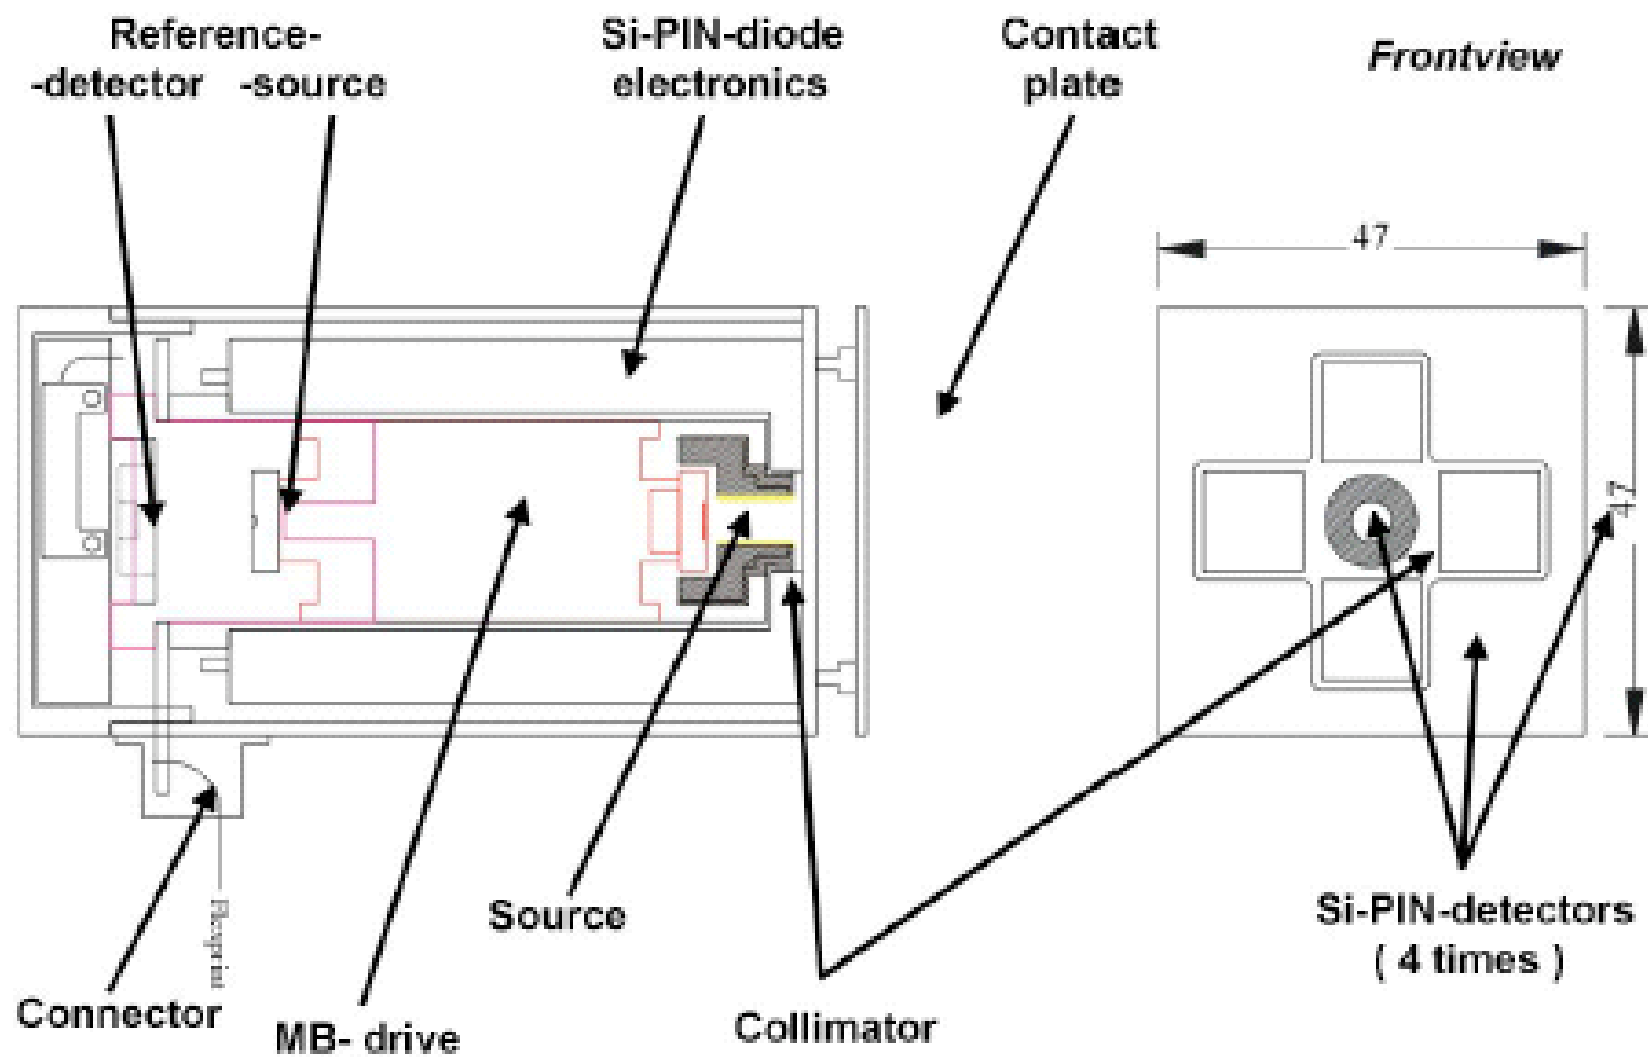 Reference-
-detector -source
Si-PIN-diode
electronics
Contact
plate
Frontview
47
47
Source
Si-PIN-detectors
( 4 times )
Flexprint
Connector
MB- drive
Collimator